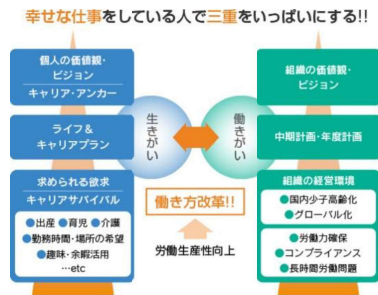 幸せな仕事をしている人で三重をいっぱいにする!!
個人の価値観・
ビジョン
キャリア・アンカー
ライフ＆
キャリアプラン
求められる欲求
キャリアサバイバル
●出産 ●育児 ●介護
●勤務時間・場所の希望
●趣味・余暇活用
…etc
生きがい
働きがい
働き方改革!!
労働生産性向上
組織の価値観・
ビジョン
中期計画・年度計画
組織の経営環境
●国内少子高齢化
●グローバル化
●労働力確保
●コンプライアンス
●長時間労働問題